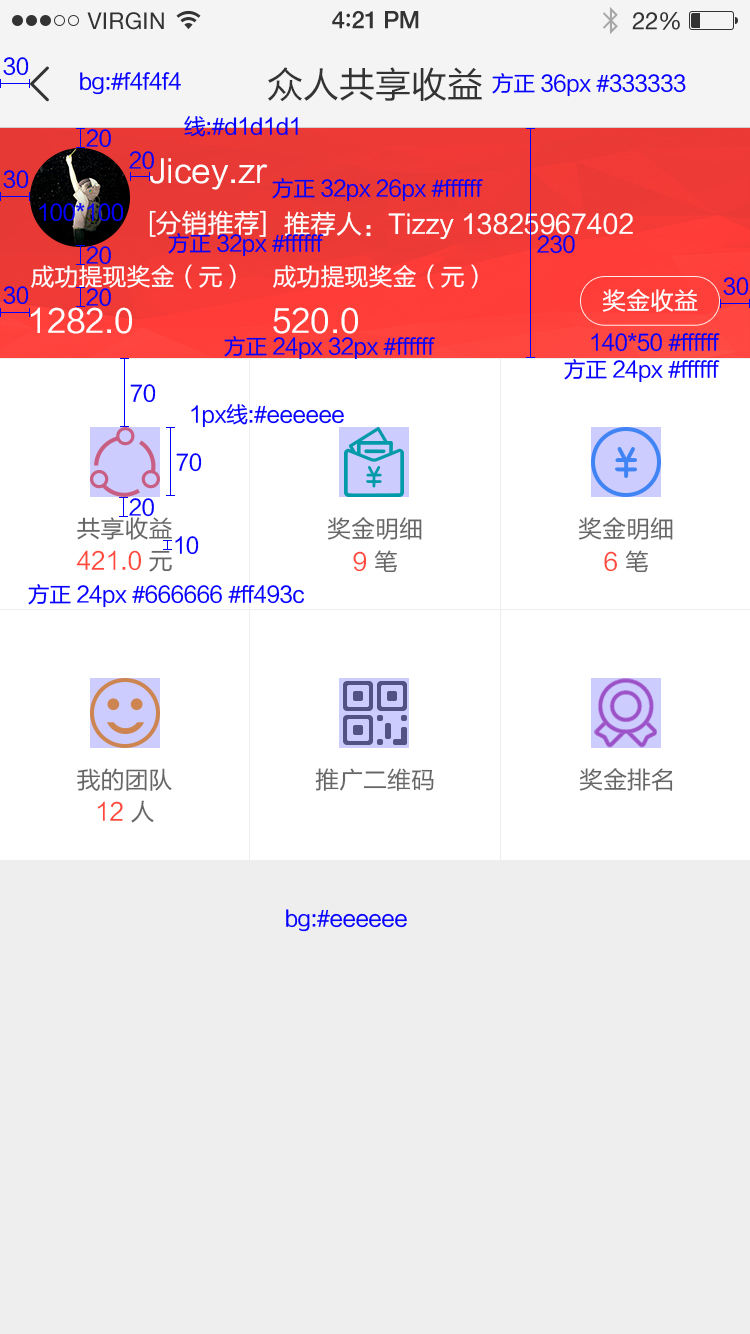 VIRGIN 4:21 PM 22%
30 bg:#f4f4f4 众人共享收益 方正 36px #333333
线:#d1d1d1
20
30 100*100 20 Jicey.zr
方正 32px 26px #ffffff
[分销推荐] 推荐人：Tizzy 13825967402
方正 32px #ffffff 230
20
成功提现奖金（元） 成功提现奖金（元）
30 20 奖金收益 30
1282.0 520.0
方正 24px 32px #ffffff 140*50 #ffffff
方正 24px #ffffff
70
1px线:#eeeeee
70
20
共享收益 奖金明细 奖金明细
10
421.0 元 9 笔 6 笔
方正 24px #666666 #ff493c
我的团队 推广二维码 奖金排名
12 人
bg:#eeeeee